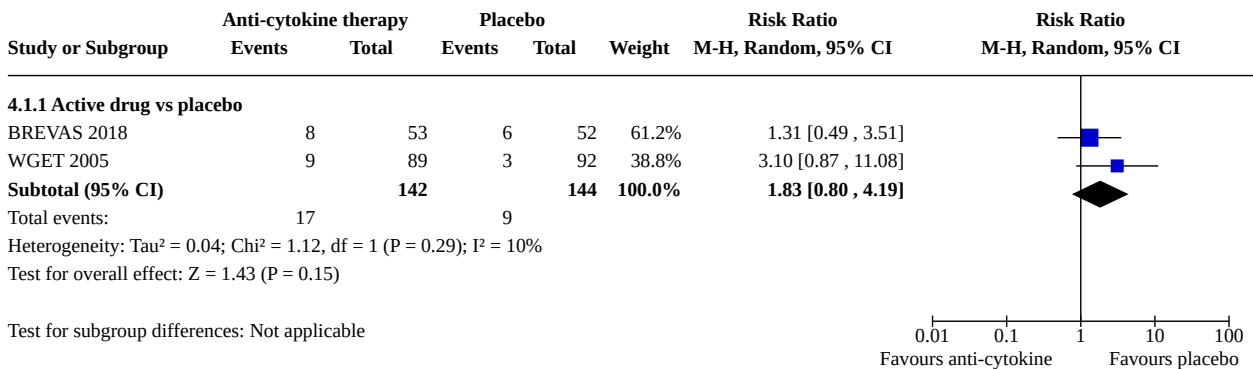 Anti-cytokine therapy Placebo Risk Ratio Risk Ratio
Study or Subgroup Events Total Events Total Weight M-H, Random, 95% CI M-H, Random, 95% CI
4.1.1 Active drug vs placebo
BREVAS 2018 8 53 6 52 61.2% 1.31 [0.49 , 3.51]
WGET 2005 9 89 3 92 38.8% 3.10 [0.87 , 11.08]
Subtotal (95% CI) 142 144 100.0% 1.83 [0.80 , 4.19]
Total events: 17 9
Heterogeneity: Tau² = 0.04; Chi² = 1.12, df = 1 (P = 0.29); I² = 10%
Test for overall effect: Z = 1.43 (P = 0.15)
Test for subgroup differences: Not applicable
0.01 0.1 1 10 100
Favours anti-cytokine Favours placebo